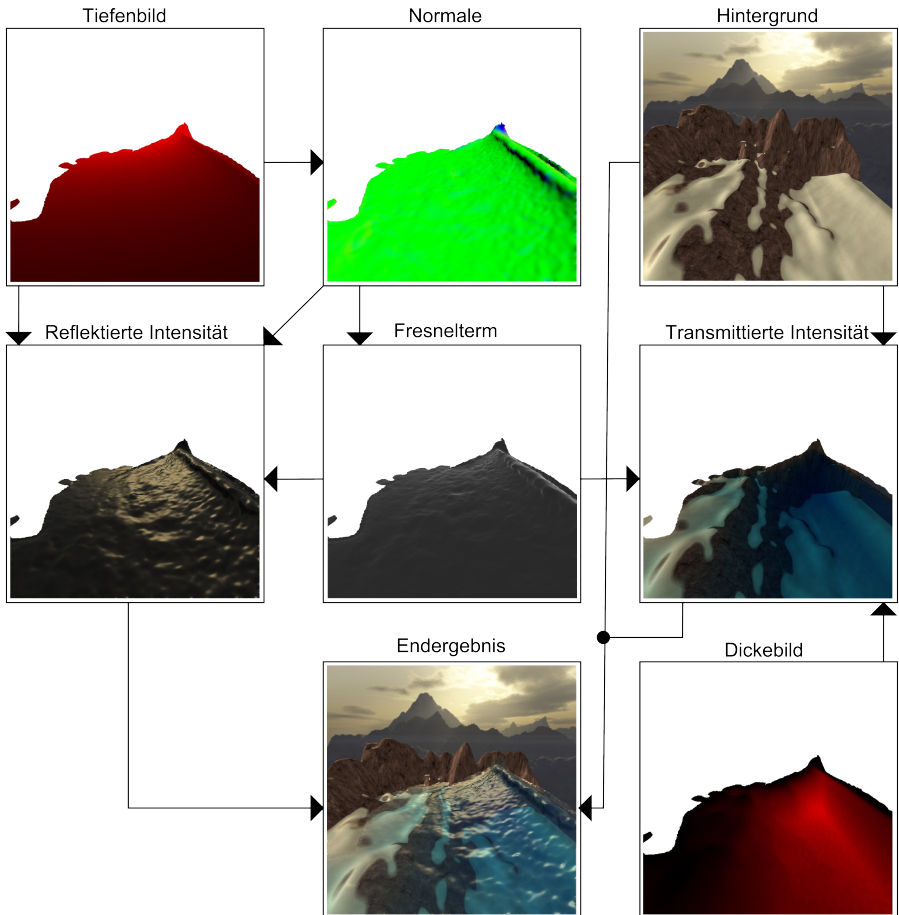 Tiefenbild
Normale
Hintergrund
Reflektierte Intensität
Fresnelterm
Transmittierte Intensität
Endergebnis
Dickebild